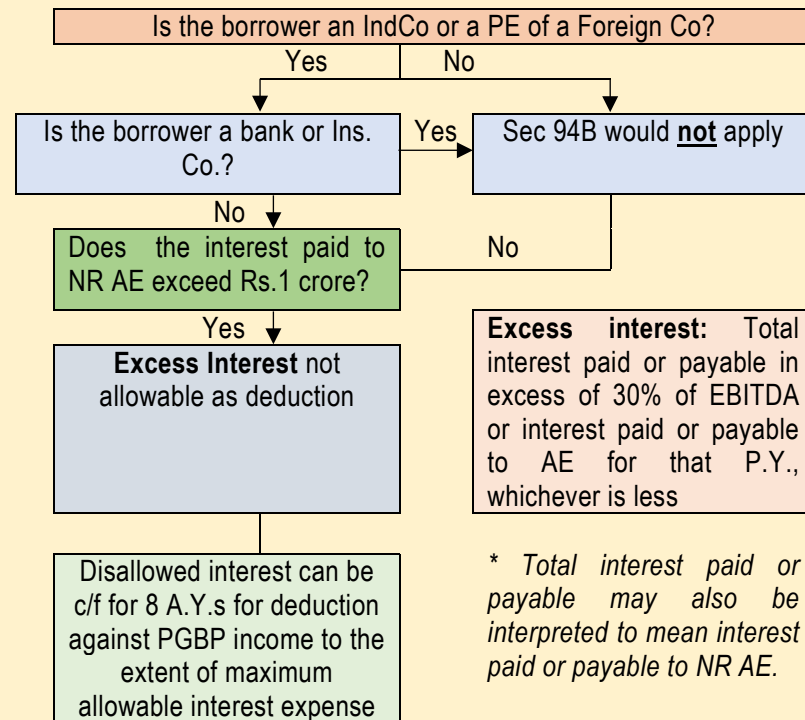 Is the borrower an IndCo or a PE of a Foreign Co?
Yes
No
Is the borrower a bank or Ins.
Co.?
Yes
Sec 94B would not apply
No
Does the interest paid to
NR AE exceed Rs.1 crore?
No
Yes
Excess Interest not
allowable as deduction
Excess interest: Total
interest paid or payable in
excess of 30% of EBITDA
or interest paid or payable
to AE for that P.Y.,
whichever is less
Disallowed interest can be
c/f for 8 A.Y.s for deduction
against PGBP income to the
extent of maximum
allowable interest expense
* Total interest paid or
payable may also be
interpreted to mean interest
paid or payable to NR AE.